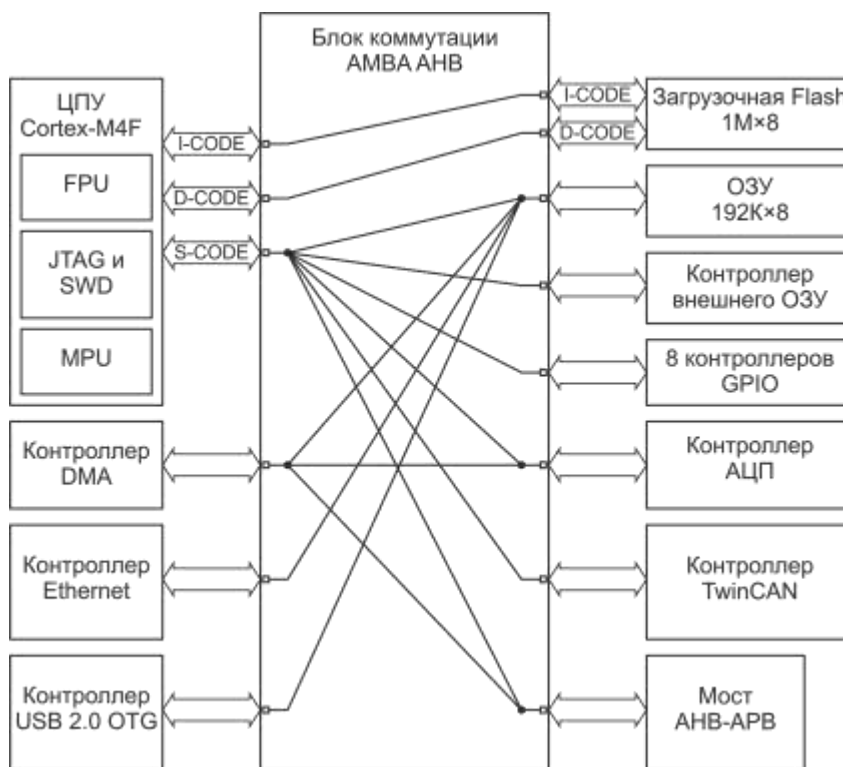 Блок коммутации
AMBA AHB
ЦПУ
Cortex-M4F
FPU
JTAG и
SWD
MPU
I-CODE
D-CODE
S-CODE
Контроллер
DMA
Контроллер
Ethernet
Контроллер
USB 2.0 OTG
I-CODE
D-CODE
Загрузочная Flash
1М×8
ОЗУ
192К×8
Контроллер
внешнего ОЗУ
8 контроллеров
GPIO
Контроллер
АЦП
Контроллер
TwinCAN
Мост
AHB-APB